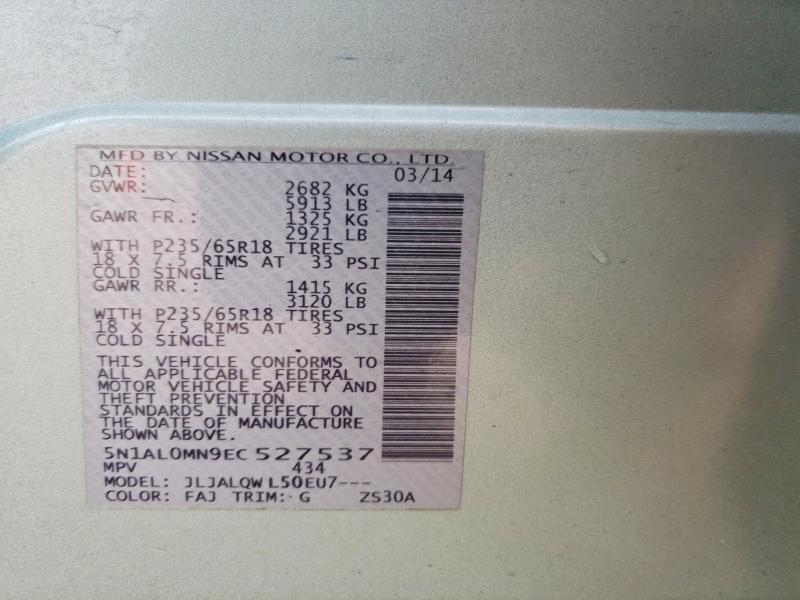 MFD BY NISSAN MOTOR CO., LTD.
DATE: 03/14
GVWR: 2682 KG
5913 LB
GAWR FR.: 1325 KG
2921 LB
WITH P235/65R18 TIRES
18 X 7.5 RIMS AT 33 PSI
COLD SINGLE
GAWR RR.: 1415 KG
3120 LB
WITH P235/65R18 TIRES
18 X 7.5 RIMS AT 33 PSI
COLD SINGLE
THIS VEHICLE CONFORMS TO
ALL APPLICABLE FEDERAL
MOTOR VEHICLE SAFETY AND
THEFT PREVENTION
STANDARDS IN EFFECT ON
THE DATE OF MANUFACTURE
SHOWN ABOVE.
5N1AL0MN9EC 527537
MPV 434
MODEL: JLJALQW L50EU7---
COLOR: FAJ TRIM: G ZS30A